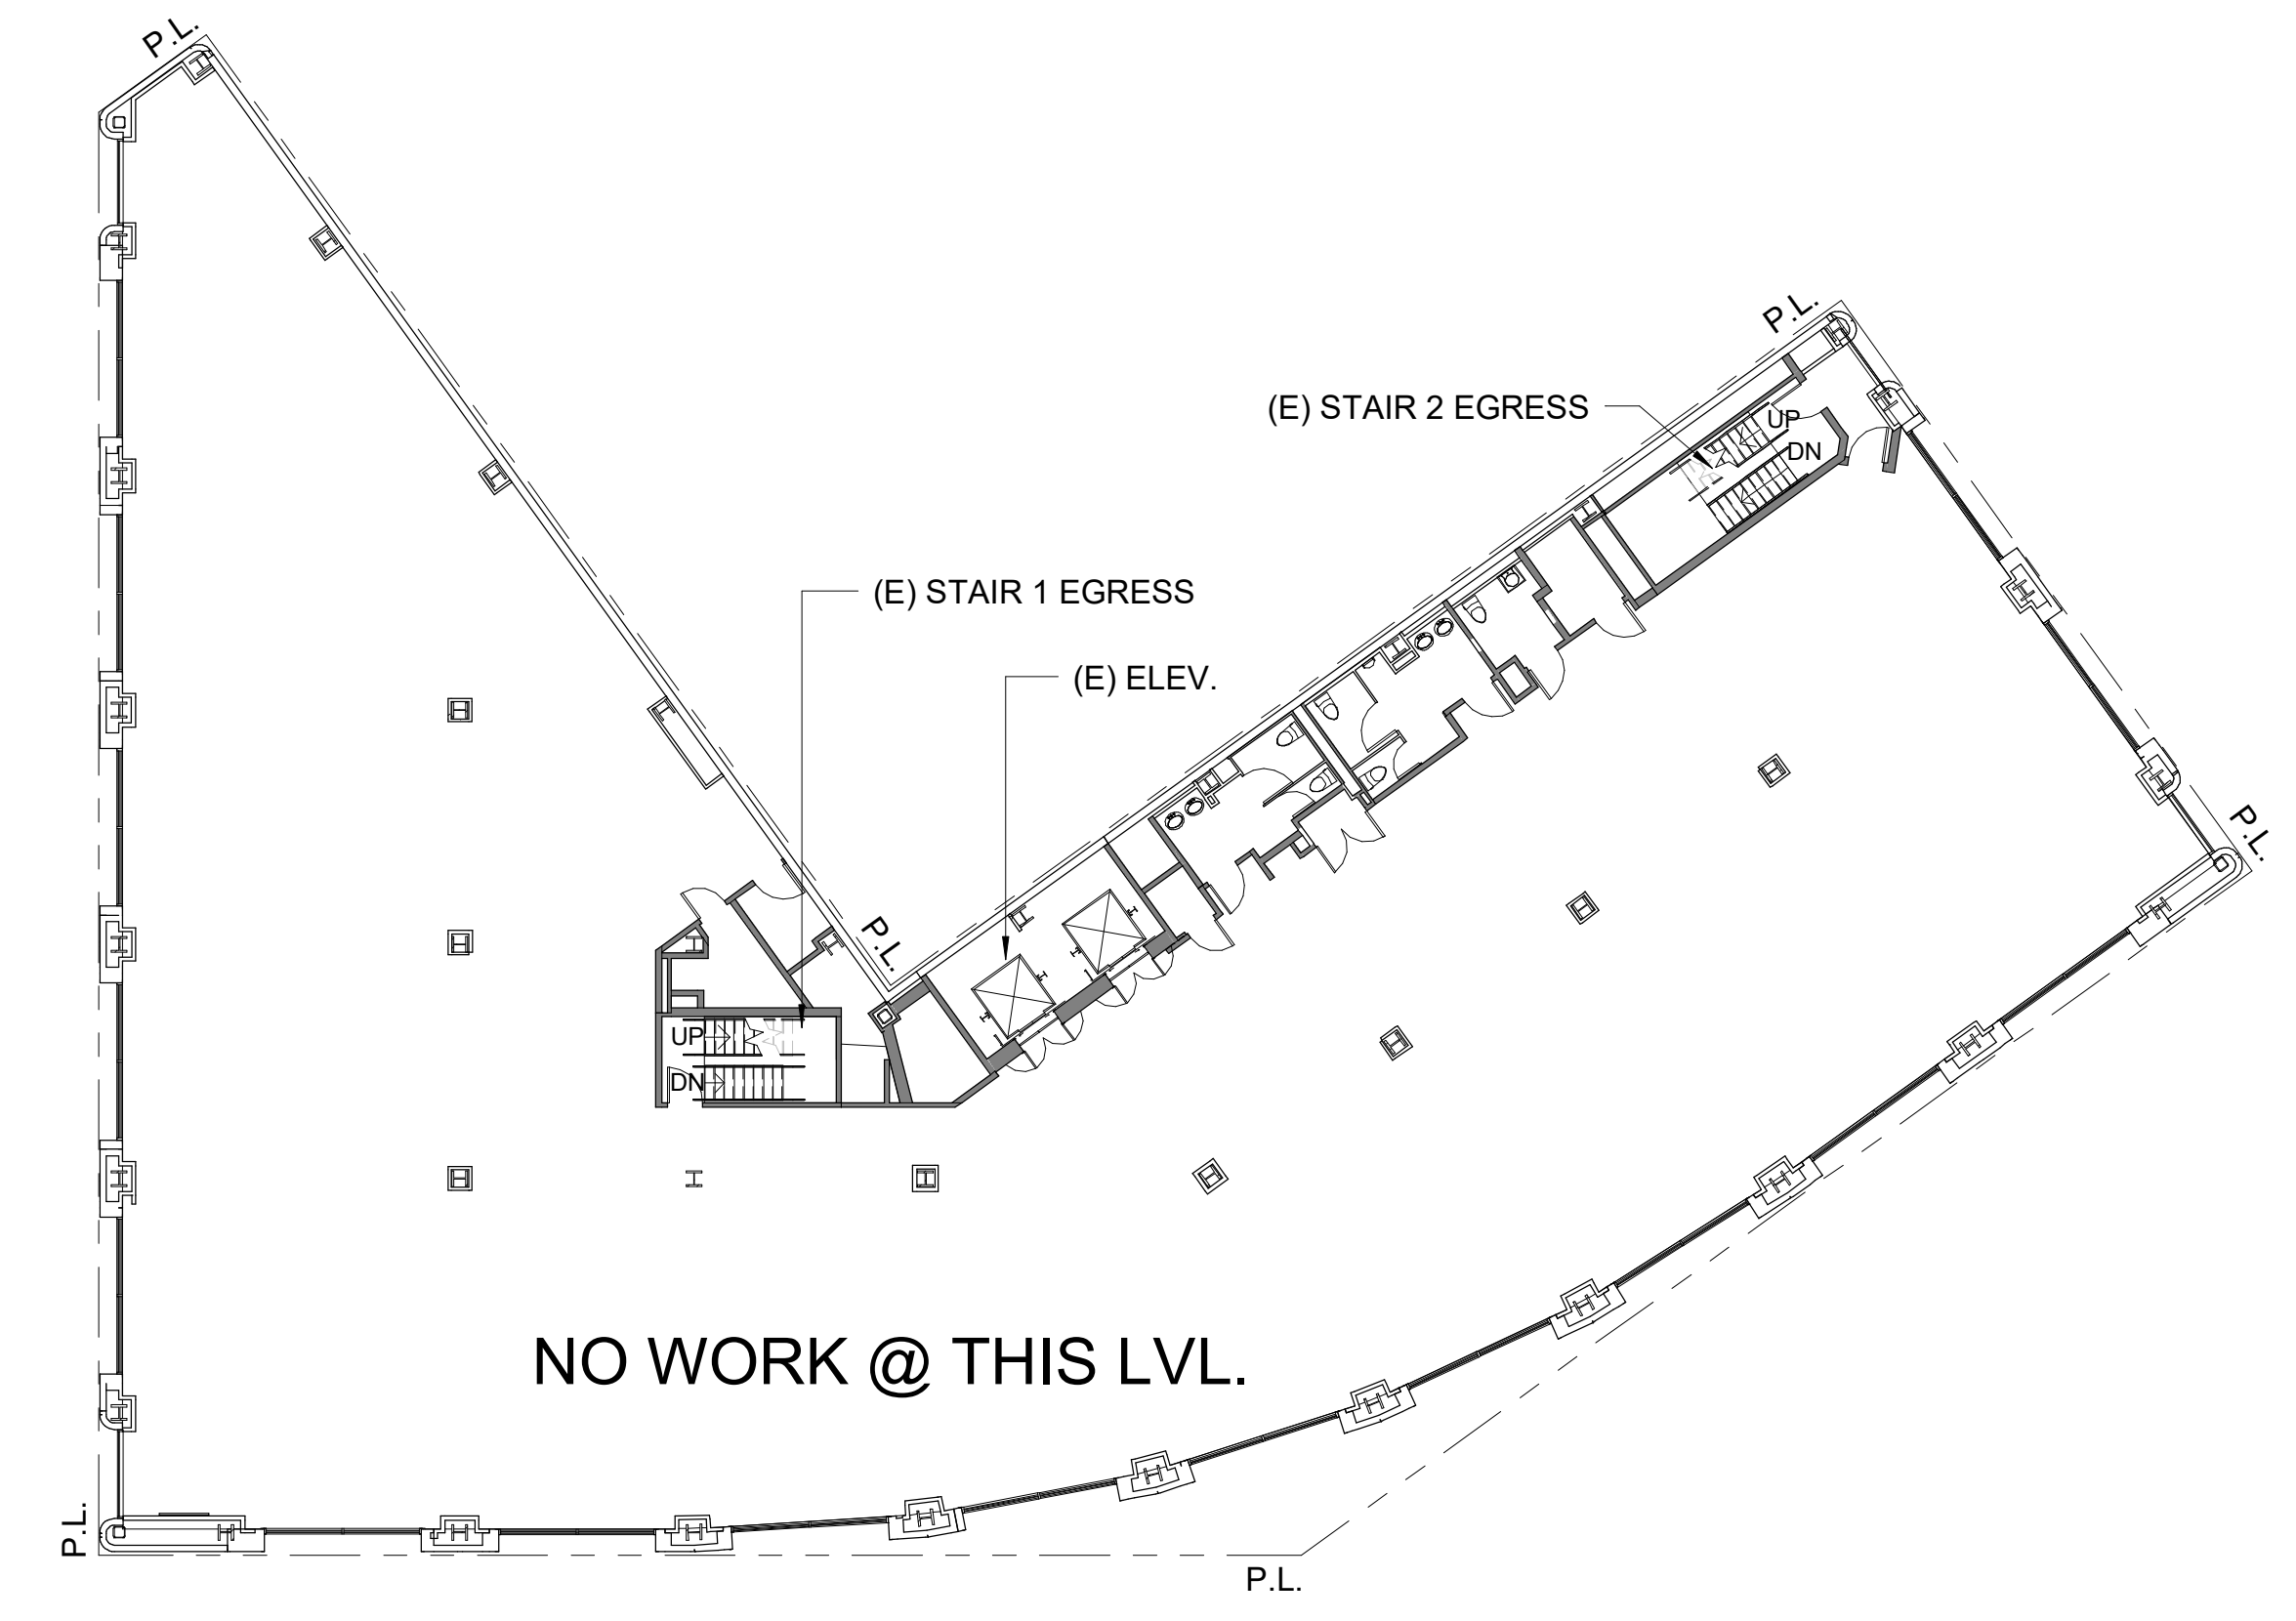 P.L.
P.L.
(E) STAIR 2 EGRESS
UP
DN
(E) STAIR 1 EGRESS
(E) ELEV.
P.L.
P.L.
UP
DN
NO WORK @ THIS LVL.
P.L.
P.L.